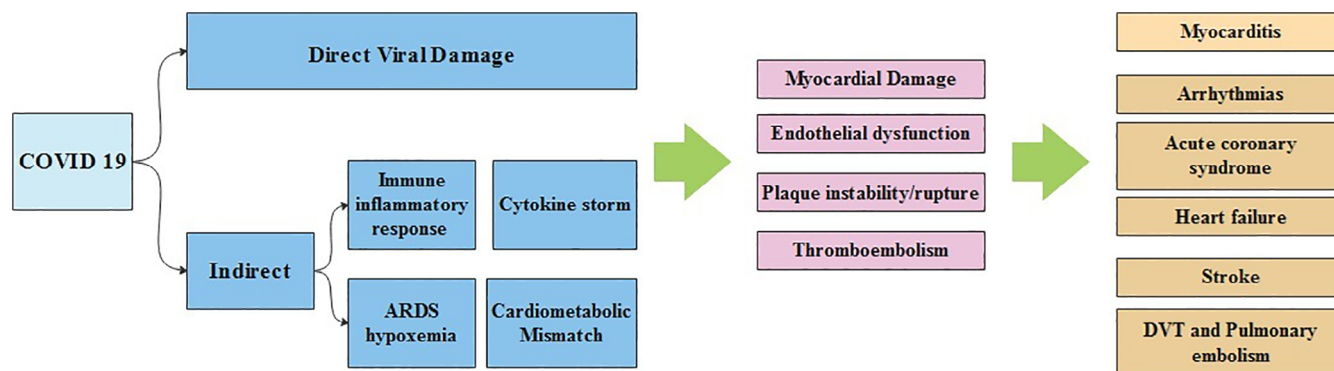 COVID 19
Direct Viral Damage
Indirect
Immune
inflammatory
response
Cytokine storm
ARDS
hypoxemia
Cardiometabolic
Mismatch
Myocardial Damage
Endothelial dysfunction
Plaque instability/rupture
Thromboembolism
Myocarditis
Arrhythmias
Acute coronary
syndrome
Heart failure
Stroke
DVT and Pulmonary
embolism